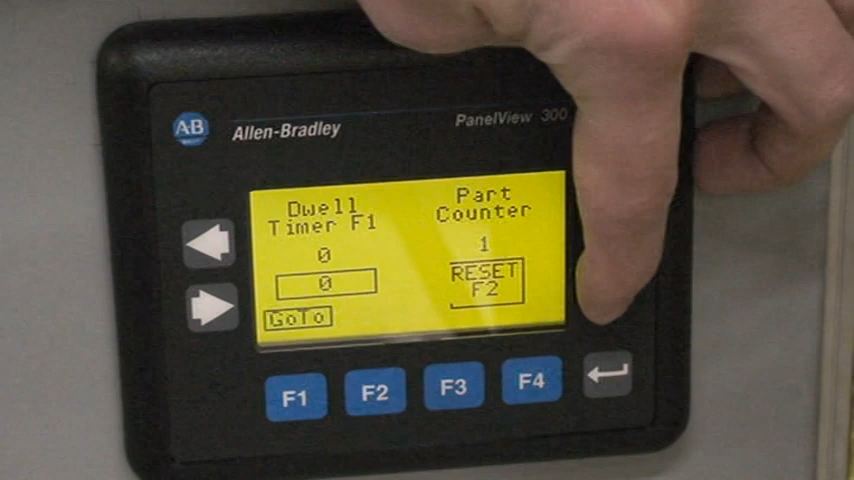 AB
Allen-Bradley
PanelView 300
Dwell
Timer F1
0
0
GoTo
Part
Counter
1
RESET
F2
F1
F2
F3
F4